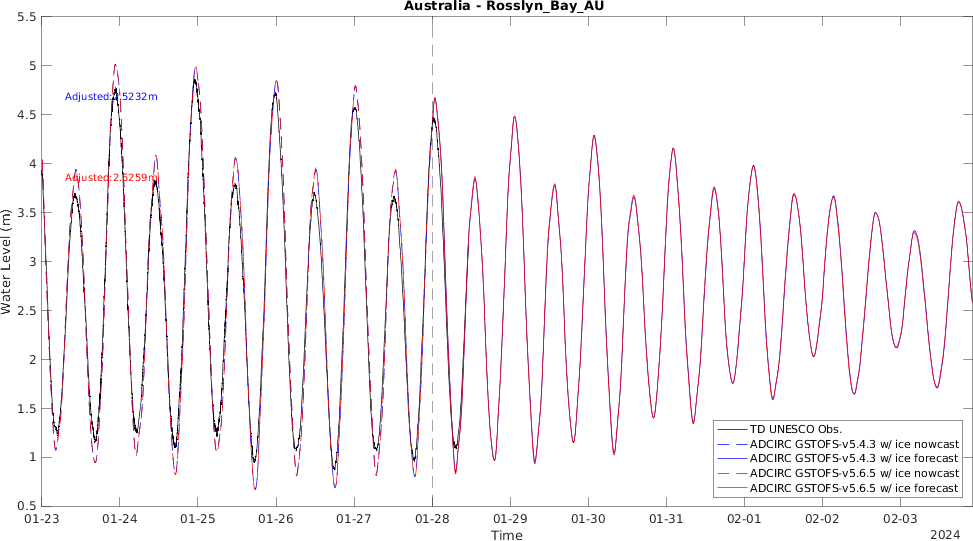 Australia - Rosslyn_Bay_AU
5.5
5
4.5
4
3.5
3
2.5
2
1.5
1
0.5
Water Level (m)
Adjusted: 5232m
Adjusted:2.5259m
TD UNESCO Obs.
ADCIRC GSTOFS-v5.4.3 w/ ice nowcast
ADCIRC GSTOFS-v5.4.3 w/ ice forecast
ADCIRC GSTOFS-v5.6.5 w/ ice nowcast
ADCIRC GSTOFS-v5.6.5 w/ ice forecast
01-23 01-24 01-25 01-26 01-27 01-28 01-29 01-30 01-31 02-01 02-02 02-03
Time
2024